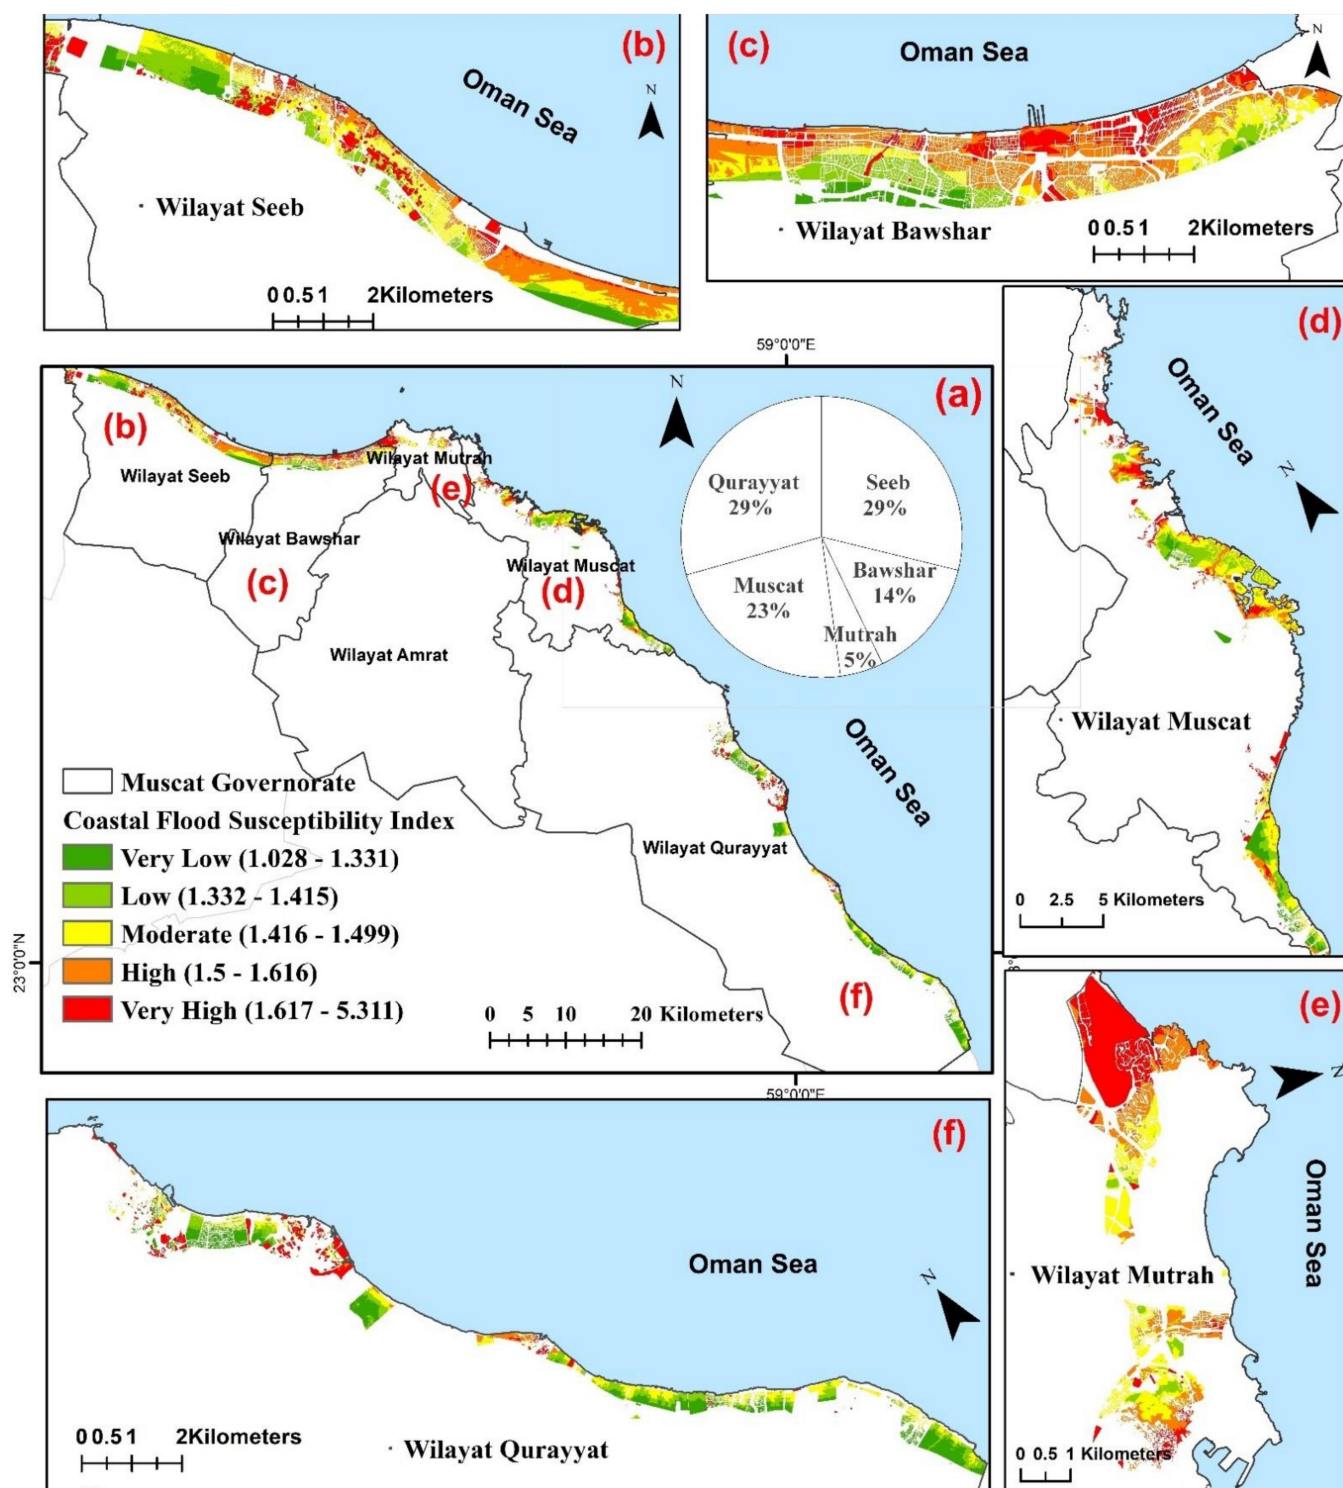 (b)
Oman Sea
N
Wilayat Seeb
0 0.5 1 2Kilometers
(c)
Oman Sea
N
Wilayat Bawshar
0 0.5 1 2Kilometers
(d)
Oman Sea
N
Wilayat Muscat
0 2.5 5 Kilometers
59°0'0"E
(a)
N
(b)
Wilayat Seeb
Wilayat Mutrah
(e)
Wilayat Bawshar
(c)
Wilayat Muscat
(d)
Wilayat Amrat
Qurayyat
29%
Seeb
29%
Muscat
23%
Bawshar
14%
Mutrah
5%
Oman Sea
Wilayat Qurayyat
(f)
Muscat Governorate
Coastal Flood Susceptibility Index
Very Low (1.028 - 1.331)
Low (1.332 - 1.415)
Moderate (1.416 - 1.499)
High (1.5 - 1.616)
Very High (1.617 - 5.311)
0 5 10 20 Kilometers
23°0'0"N
59°0'0"E
(e)
N
Oman Sea
Wilayat Mutrah
0 0.5 1 Kilometers
(f)
Oman Sea
N
0 0.5 1 2Kilometers
Wilayat Qurayyat